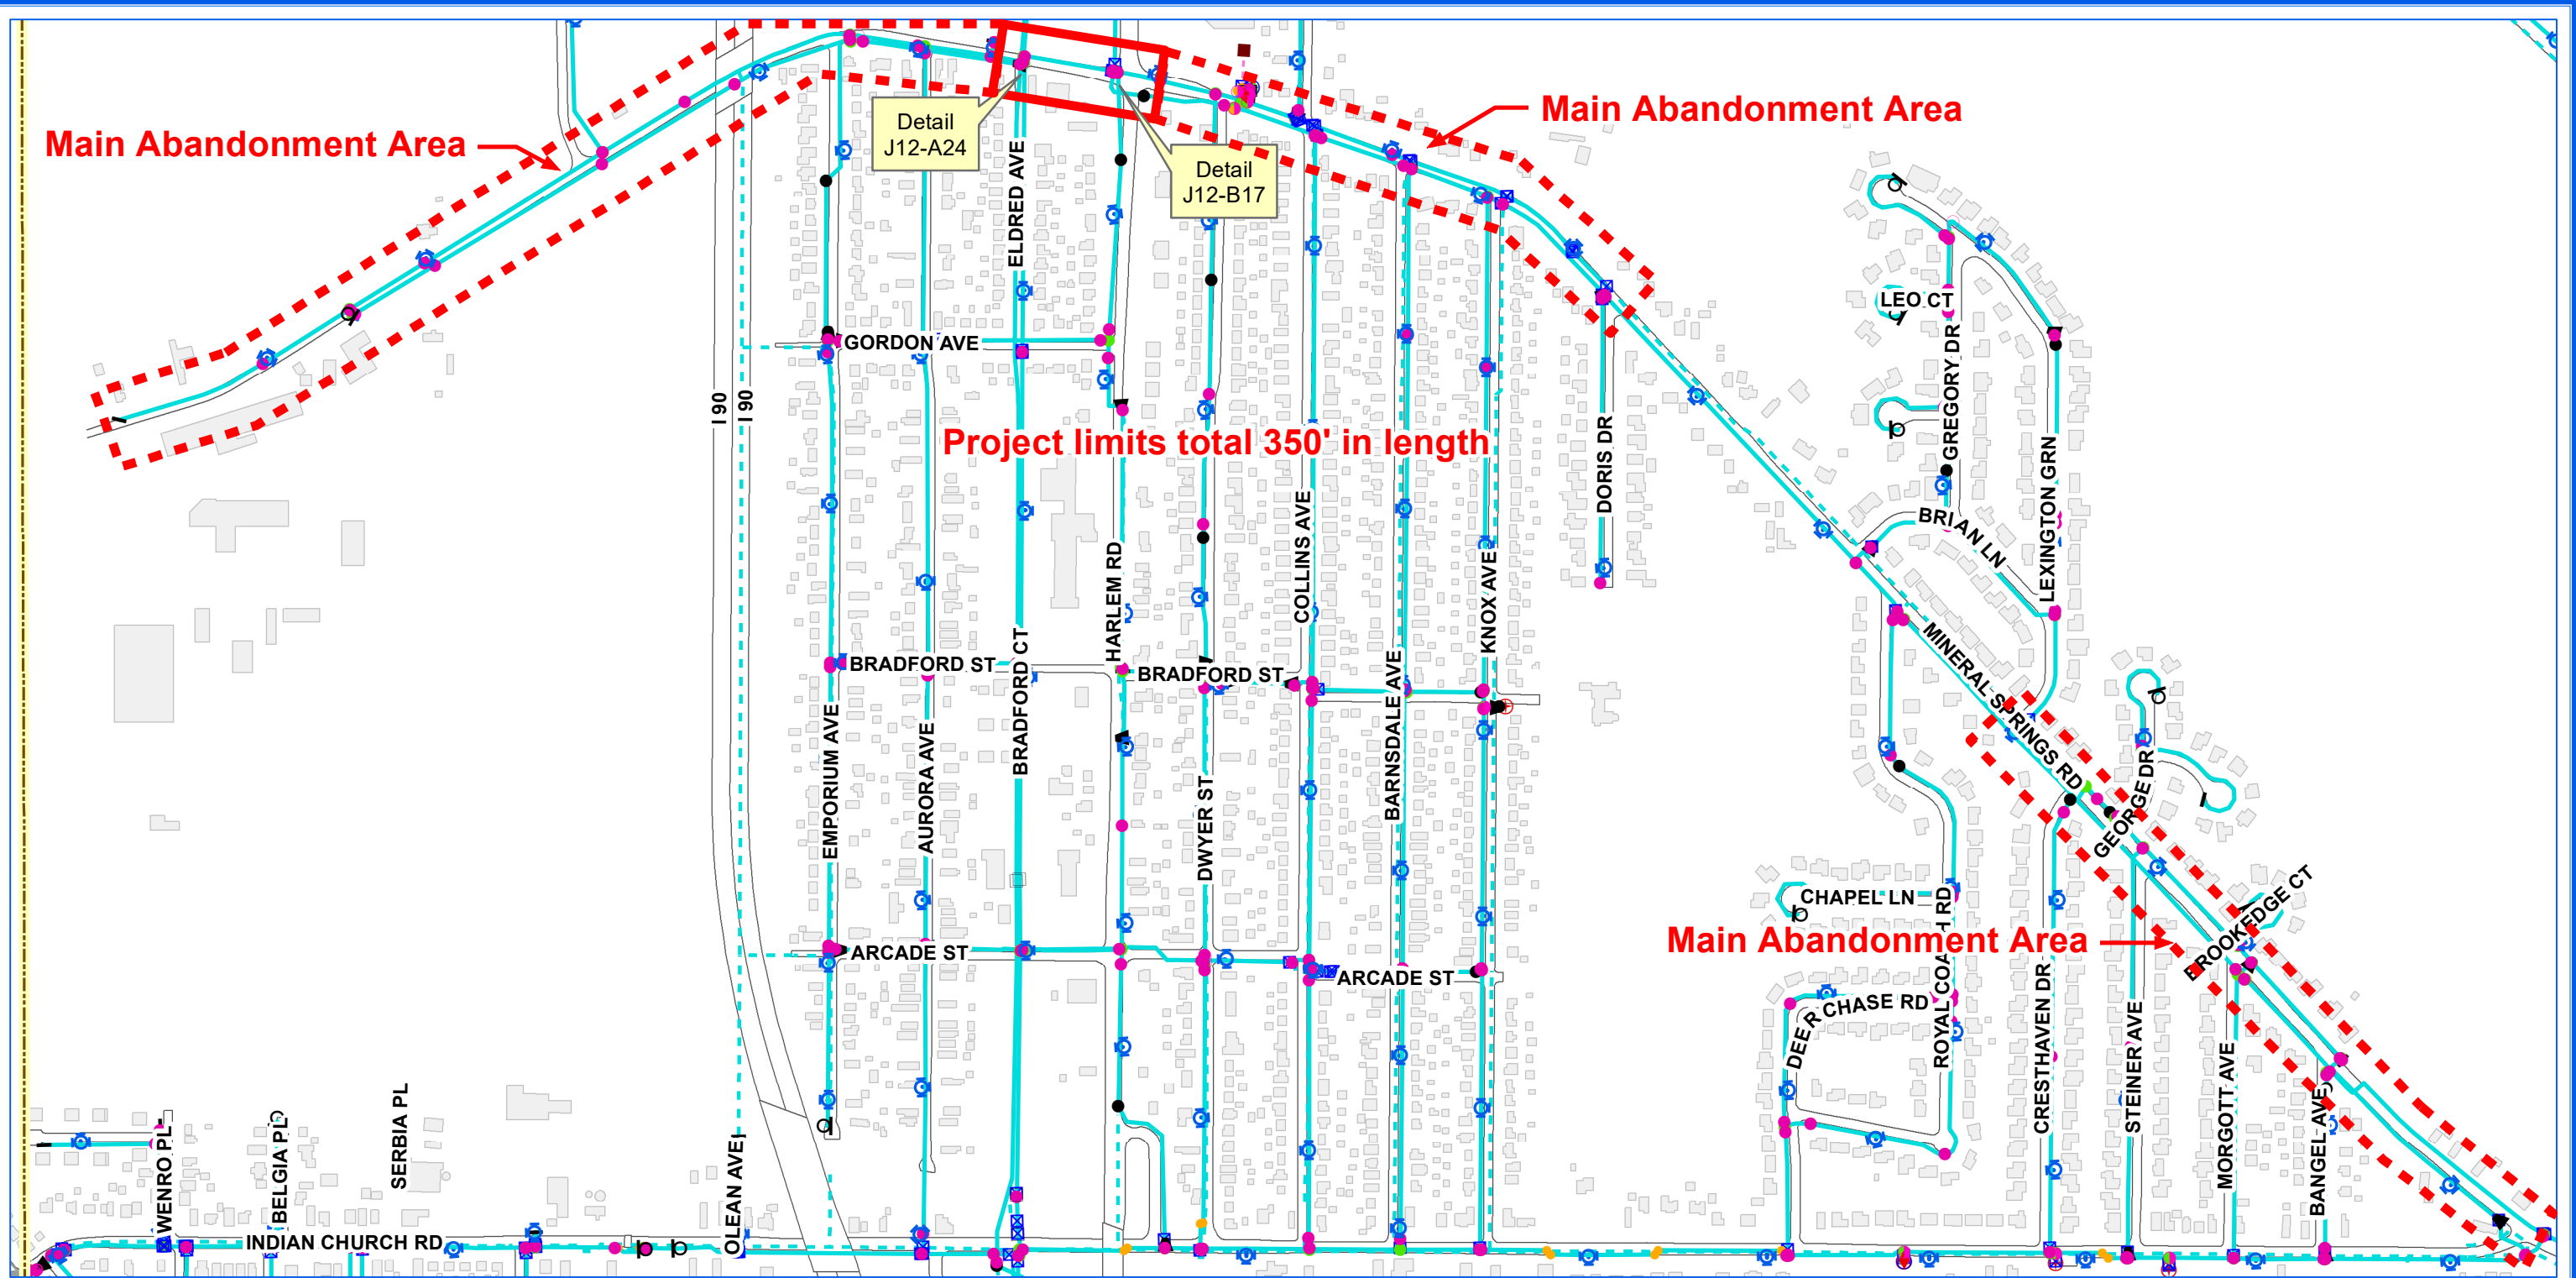 Main Abandonment Area
Main Abandonment Area
Detail
J12-A24
Detail
J12-B17
ELDRED AVE
LEO CT
GREGORY DR
GORDON AVE
I 90
I 90
Project limits total 350' in length
DORIS DR
LEXINGTON GRN
BRIAN LN
COLLINS AVE
HARLEM RD
KNOX AVE
BRADFORD ST
BRADFORD CT
BRADFORD ST
BARNSDALE AVE
MINERAL SPRINGS RD
EMPORIUM AVE
AURORA AVE
DWYER ST
GEORGE DR
CHAPEL LN
BROOKEDGE CT
Main Abandonment Area
ARCADE ST
ARCADE ST
DEER CHASE RD
ROYAL COACH RD
CRESTHAVEN DR
STEINER AVE
MORGOTT AVE
BANGEL AVE
WENRO PL
BELGIA PL
SERBIA PL
OLEAN AVE
INDIAN CHURCH RD